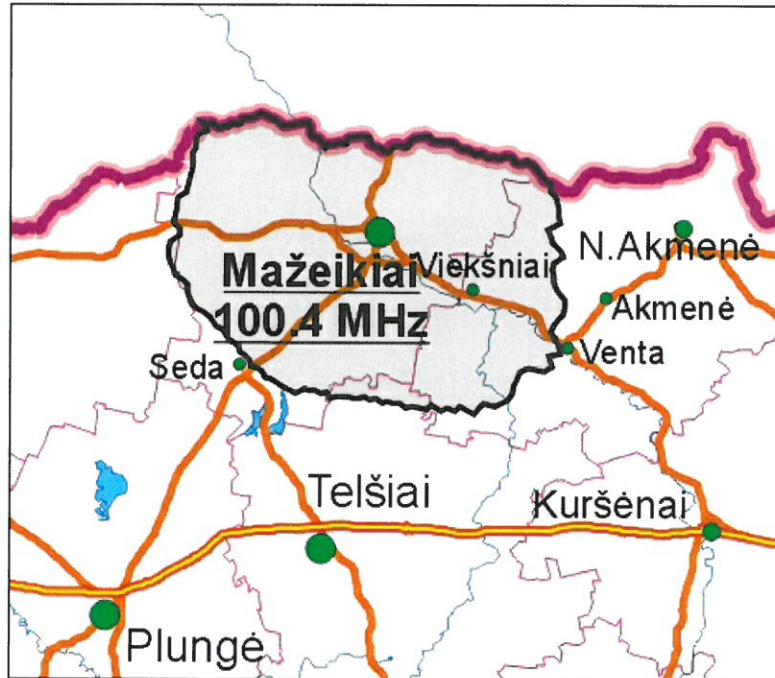 N.Akmenė
Mažeikiai
Viekšniai
100.4 MHz
Akmenė
Venta
Seda
Telšiai
Kuršėnai
Plungė